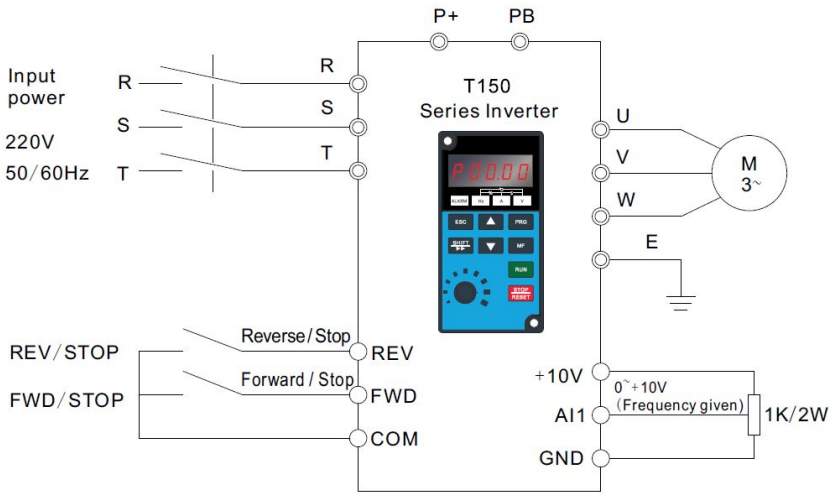 P+ PB
T150
Series Inverter
Input
power
220V
50/60Hz
R
S
T
R
S
T
P.00.00
ALARM Hz A V
ESC PRG
SHIFT MF
RUN
STOP
RESET
U
V
W
E
M
3~
REV/STOP
FWD/STOP
Reverse/Stop
Forward / Stop
REV
FWD
COM
+10V
AI1
GND
0~+10V
(Frequency given)
1K/2W